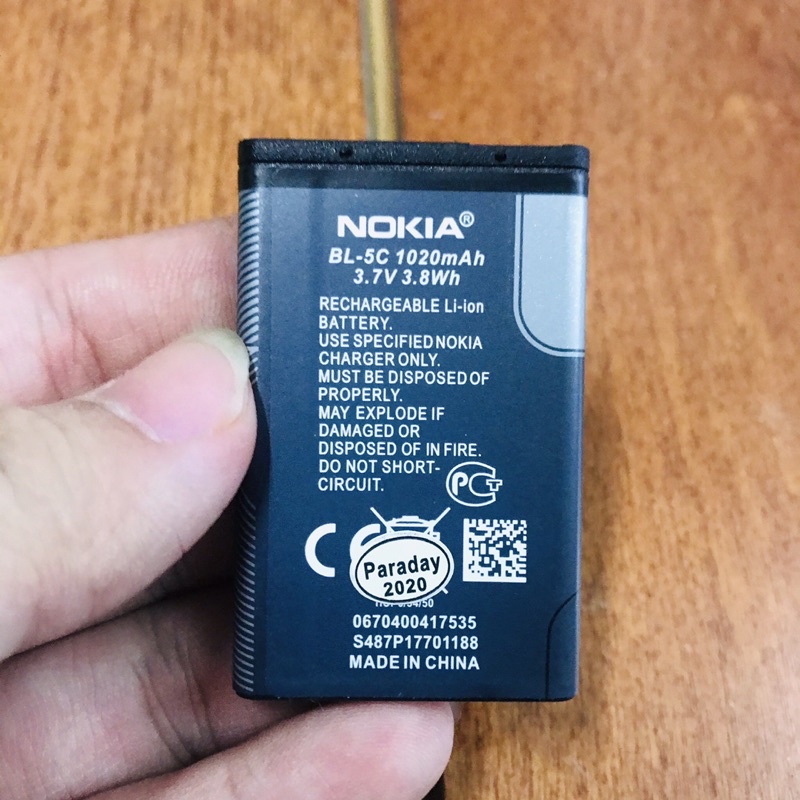 NOKIA®
BL-5C 1020mAh
3.7V 3.8Wh
RECHARGEABLE Li-ion
BATTERY.
USE SPECIFIED NOKIA
CHARGER ONLY.
MUST BE DISPOSED OF
PROPERLY.
MAY EXPLODE IF
DAMAGED OR
DISPOSED OF IN FIRE.
DO NOT SHORT-
CIRCUIT.
PCT
CE
Paraday
2020
0670400417535
S487P17701188
MADE IN CHINA